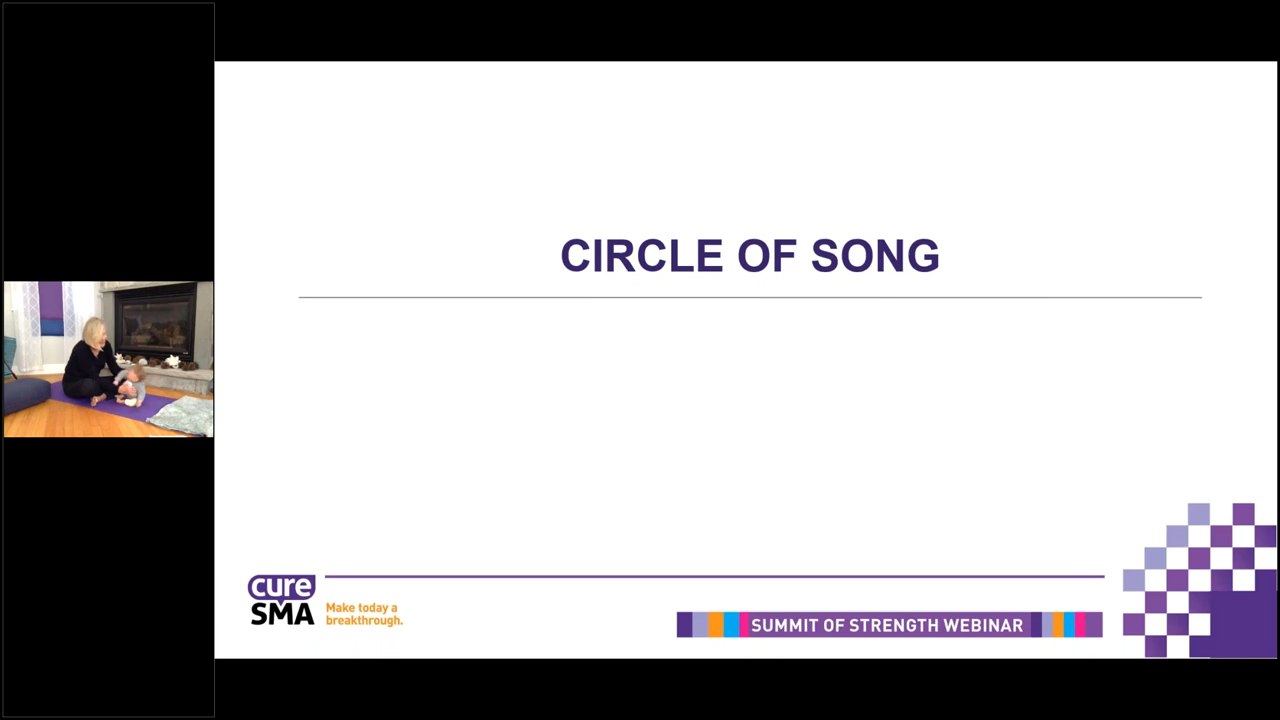 CIRCLE OF SONG
cure
SMA
Make today a
breakthrough.
SUMMIT OF STRENGTH WEBINAR